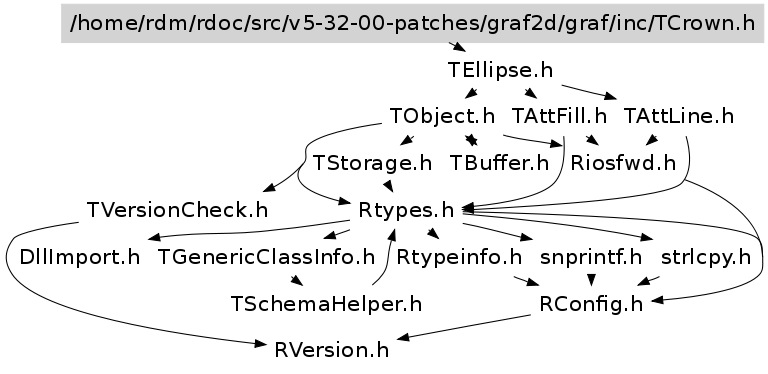 /home/rdm/rdoc/src/v5-32-00-patches/graf2d/graf/inc/TCrown.h
TEllipse.h
TObject.h TAttFill.h TAttLine.h
TStorage.h TBuffer.h Riosfwd.h
TVersionCheck.h Rtypes.h
DllImport.h TGenericClassInfo.h Rtypeinfo.h snprintf.h strlcpy.h
TSchemaHelper.h RConfig.h
RVersion.h